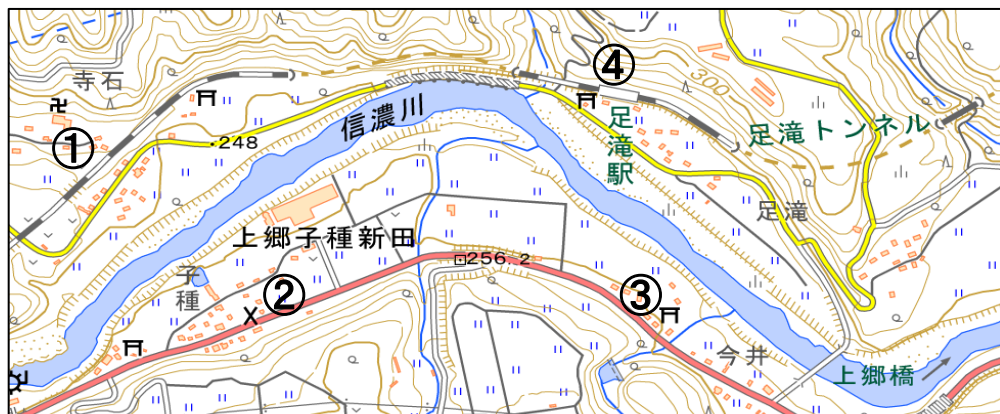 寺石
①
248
信濃川
④
300
足滝駅
足滝トンネル
足滝
上郷子種新田
256.2
子種
②
③
今井
上郷橋